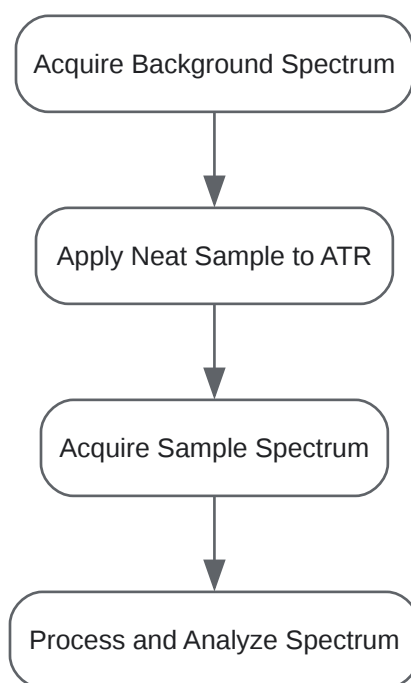 Acquire Background Spectrum
Apply Neat Sample to ATR
Acquire Sample Spectrum
Process and Analyze Spectrum